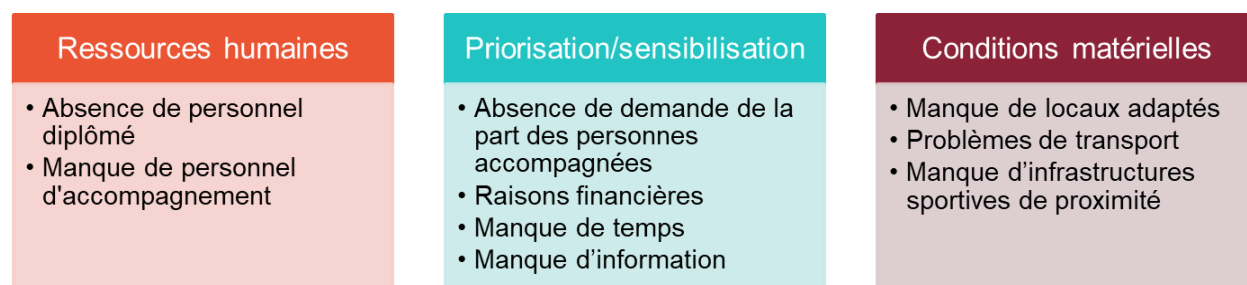 Ressources humaines
• Absence de personnel
diplômé
• Manque de personnel
d'accompagnement
Priorisation/sensibilisation
• Absence de demande de la
part des personnes
accompagnées
• Raisons financières
• Manque de temps
• Manque d’information
Conditions matérielles
• Manque de locaux adaptés
• Problèmes de transport
• Manque d’infrastructures
sportives de proximité